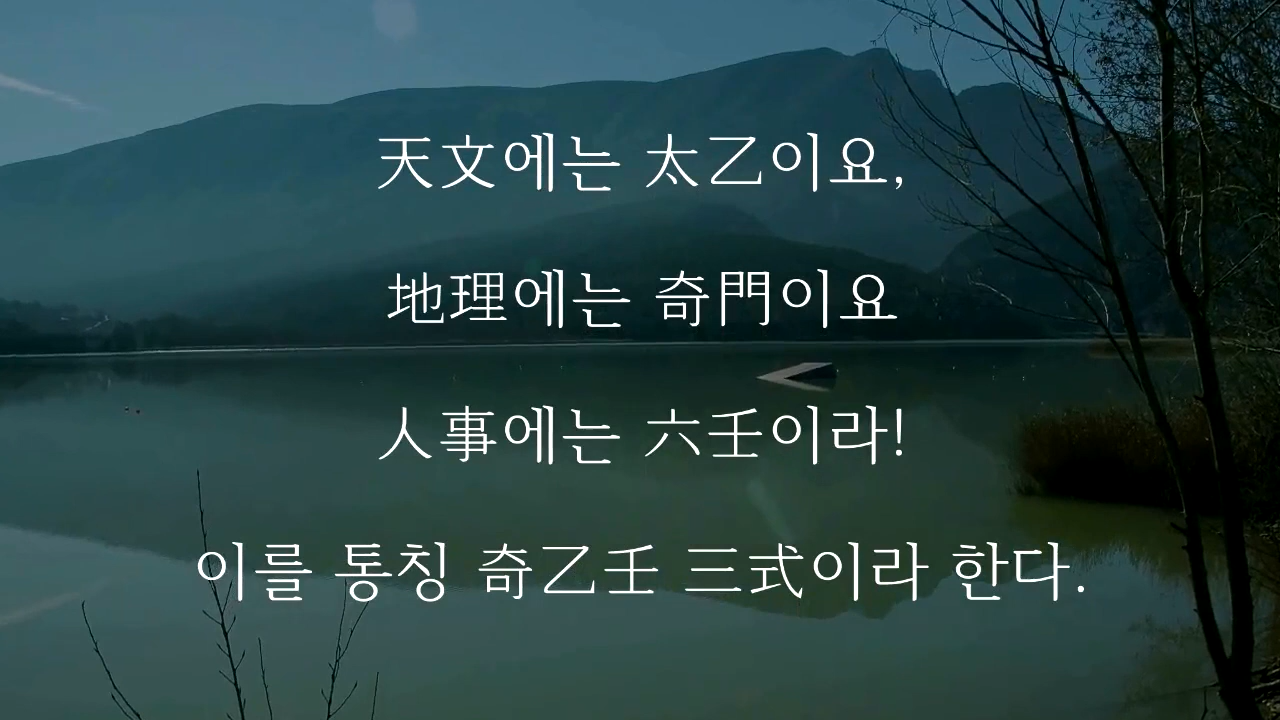 天文에는 太乙이요,
地理에는 奇門이요
人事에는 六壬이라!
이를 통칭 奇乙壬 三式이라 한다.